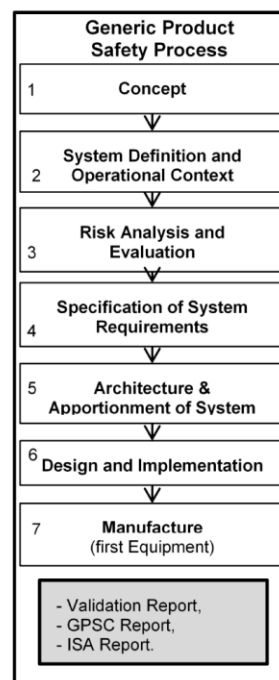 Generic Product
Safety Process
1 Concept
System Definition and
2 Operational Context
Risk Analysis and
3 Evaluation
Specification of System
4 Requirements
5 Architecture &
Apportionment of System
6 Design and Implementation
7 Manufacture
(first Equipment)
- Validation Report,
- GPSC Report,
- ISA Report.